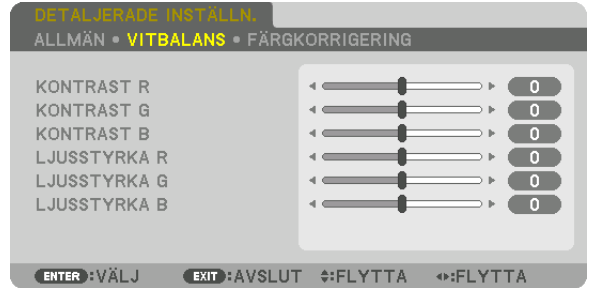 DETALJERADE INSTÄLLN.
ALLMÄN • VITBALANS • FÄRGKORRIGERING
KONTRAST R 0
KONTRAST G 0
KONTRAST B 0
LJUSSTYRKA R 0
LJUSSTYRKA G 0
LJUSSTYRKA B 0
ENTER:VÄLJ EXIT:AVSLUT :FLYTTA :FLYTTA